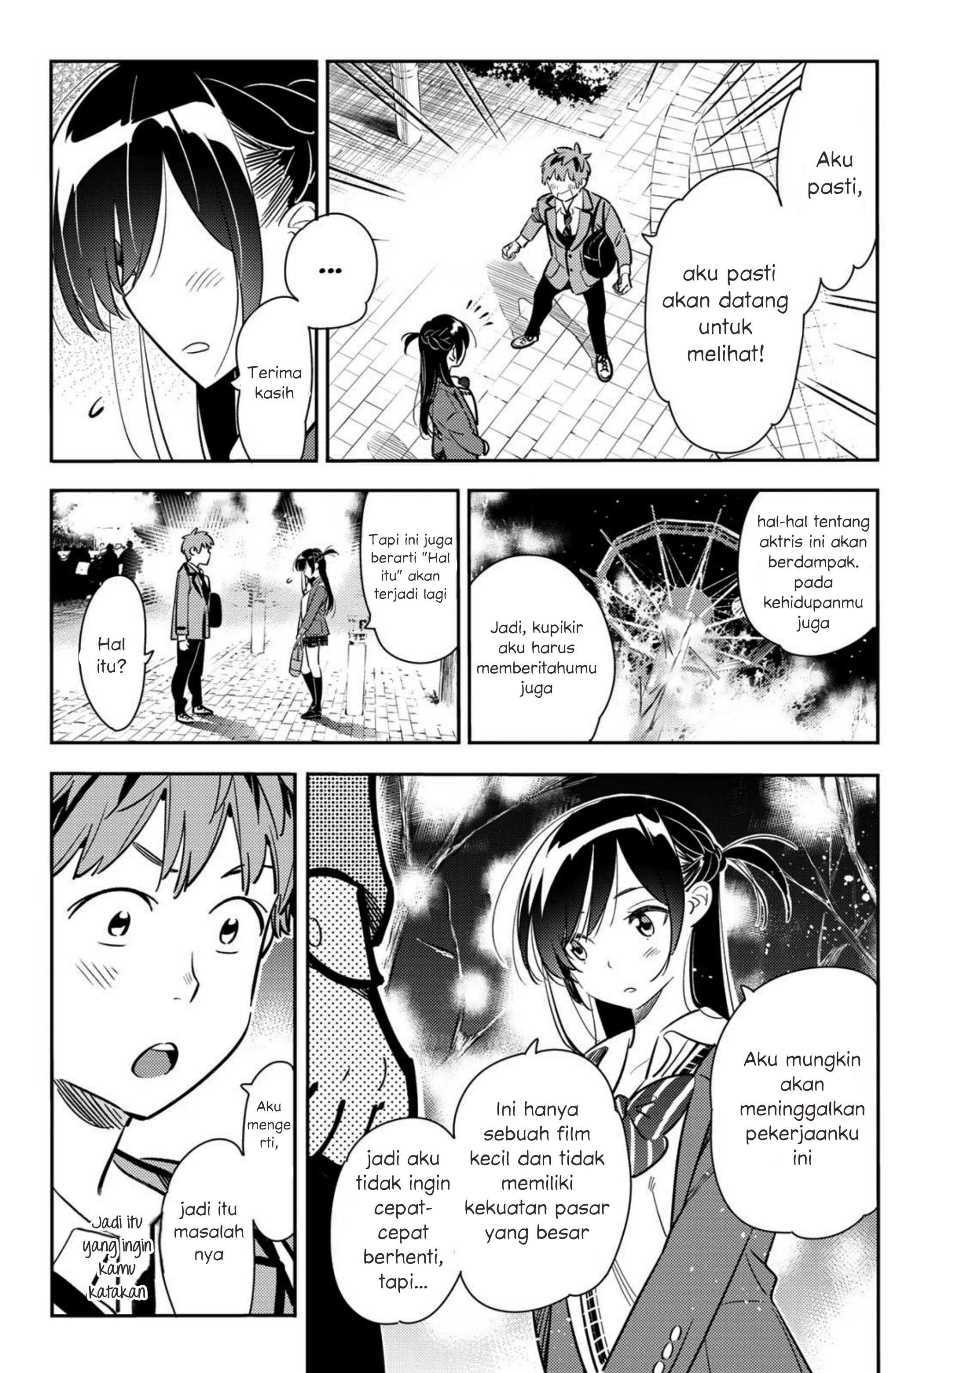 Aku
pasti,
aku pasti
akan datang
untuk
melihat!
...
Terima
kasih
hal-hal tentang
aktris ini akan
berdampak.
pada
kehidupanmu
juga
Jadi, kupikir
aku harus
memberitahumu
juga
Tapi ini juga
berarti "Hal
itu" akan
terjadi lagi
Hal
itu?
Aku mungkin
akan
meninggalkan
pekerjaanku
ini
Ini hanya
sebuah film
kecil dan tidak
memiliki
kekuatan pasar
yang besar
jadi aku
tidak ingin
cepat-
cepat
berhenti,
tapi...
Aku
menge
rti,
jadi itu
masalah
nya
Jadi itu
yang ingin
kamu
katakan